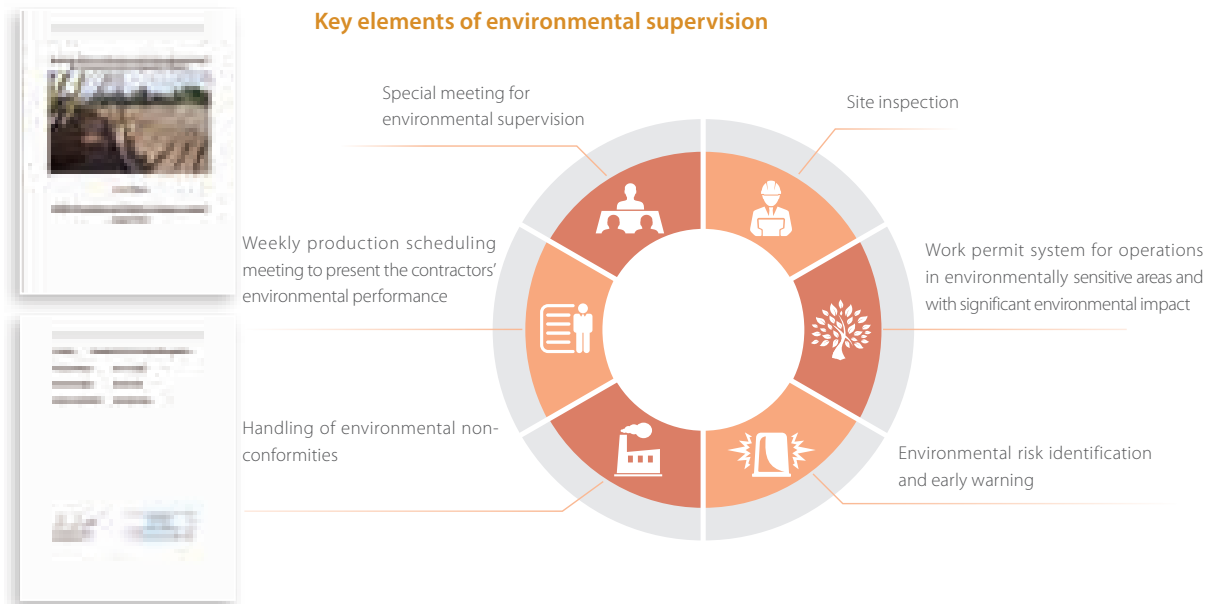 Key elements of environmental supervision
Special meeting for
environmental supervision
Site inspection
Weekly production scheduling
meeting to present the contractors'
environmental performance
Work permit system for operations
in environmentally sensitive areas and
with significant environmental impact
Handling of environmental non-
conformities
Environmental risk identification
and early warning